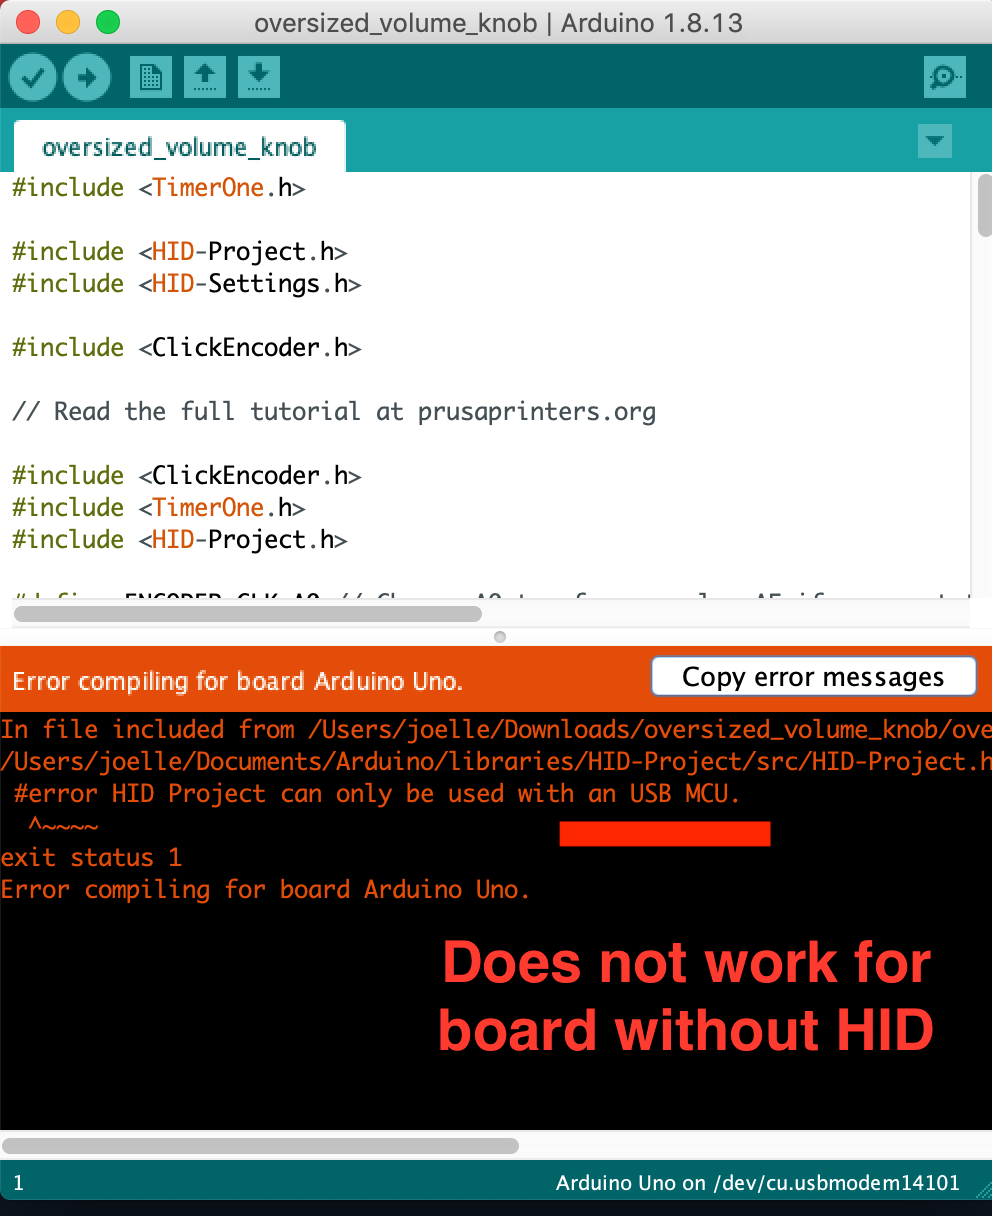 oversized_volume_knob | Arduino 1.8.13
oversized_volume_knob
#include <TimerOne.h>
#include <HID-Project.h>
#include <HID-Settings.h>
#include <ClickEncoder.h>
// Read the full tutorial at prusaprinters.org
#include <ClickEncoder.h>
#include <TimerOne.h>
#include <HID-Project.h>
Error compiling for board Arduino Uno.
Copy error messages
In file included from /Users/joelle/Downloads/oversized_volume_knob/ove
/Users/joelle/Documents/Arduino/libraries/HID-Project/src/HID-Project.h
#error HID Project can only be used with an USB MCU.
^~~~~
exit status 1
Error compiling for board Arduino Uno.
Does not work for
board without HID
1
Arduino Uno on /dev/cu.usbmodem14101